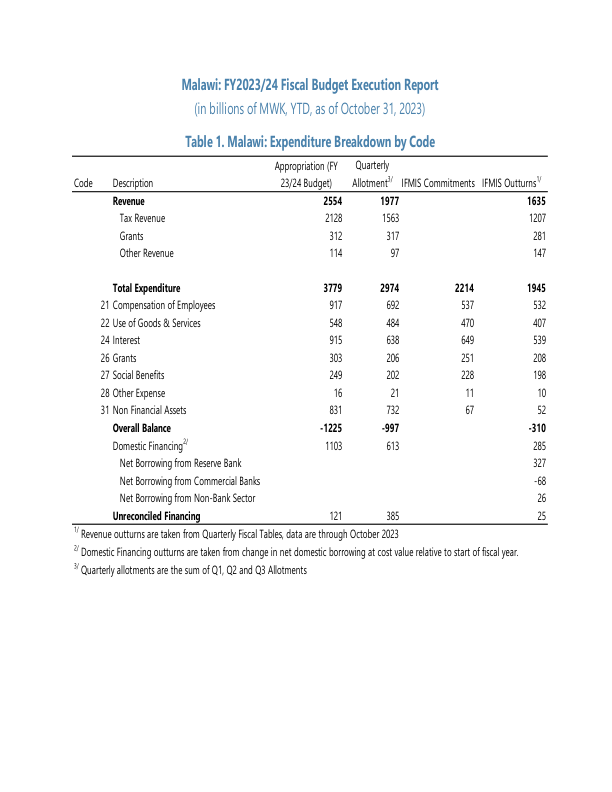 Malawi: FY2023/24 Fiscal Budget Execution Report
(in billions of MWK, YTD, as of October 31, 2023)
Table 1. Malawi: Expenditure Breakdown by Code
Code Description Appropriation (FY 23/24 Budget) Quarterly Allotment3/ IFMIS Commitments IFMIS Outturns1/
Revenue 2554 1977 1635
Tax Revenue 2128 1563 1207
Grants 312 317 281
Other Revenue 114 97 147
Total Expenditure 3779 2974 2214 1945
21 Compensation of Employees 917 692 537 532
22 Use of Goods & Services 548 484 470 407
24 Interest 915 638 649 539
26 Grants 303 206 251 208
27 Social Benefits 249 202 228 198
28 Other Expense 16 21 11 10
31 Non Financial Assets 831 732 67 52
Overall Balance -1225 -997 -310
Domestic Financing2/ 1103 613 285
Net Borrowing from Reserve Bank 327
Net Borrowing from Commercial Banks -68
Net Borrowing from Non-Bank Sector 26
Unreconciled Financing 121 385 25
1/ Revenue outturns are taken from Quarterly Fiscal Tables, data are through October 2023
2/ Domestic Financing outturns are taken from change in net domestic borrowing at cost value relative to start of fiscal year.
3/ Quarterly allotments are the sum of Q1, Q2 and Q3 Allotments